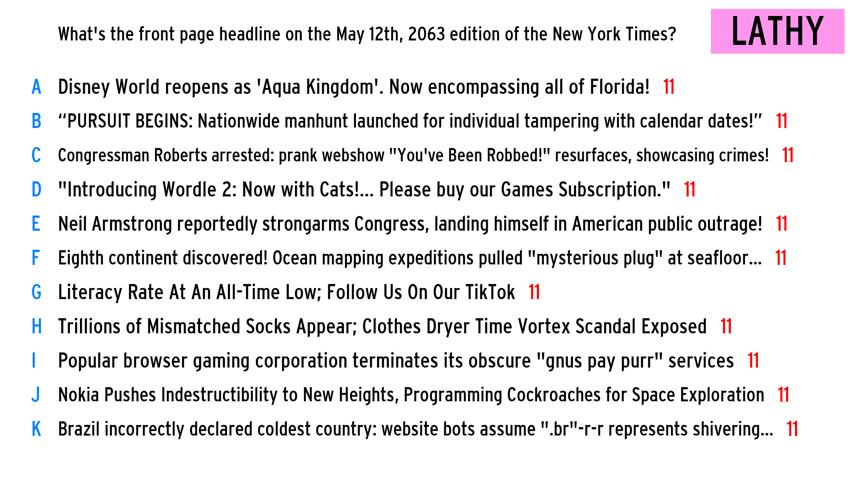 What's the front page headline on the May 12th, 2063 edition of the New York Times?
LATHY
A Disney World reopens as 'Aqua Kingdom'. Now encompassing all of Florida! 11
B “PURSUIT BEGINS: Nationwide manhunt launched for individual tampering with calendar dates!” 11
C Congressman Roberts arrested: prank webshow "You've Been Robbed!" resurfaces, showcasing crimes! 11
D "Introducing Wordle 2: Now with Cats!... Please buy our Games Subscription." 11
E Neil Armstrong reportedly strongarms Congress, landing himself in American public outrage! 11
F Eighth continent discovered! Ocean mapping expeditions pulled "mysterious plug" at seafloor... 11
G Literacy Rate At An All-Time Low; Follow Us On Our TikTok 11
H Trillions of Mismatched Socks Appear; Clothes Dryer Time Vortex Scandal Exposed 11
I Popular browser gaming corporation terminates its obscure "gnus pay purr" services 11
J Nokia Pushes Indestructibility to New Heights, Programming Cockroaches for Space Exploration 11
K Brazil incorrectly declared coldest country: website bots assume ".br"-r-r represents shivering... 11